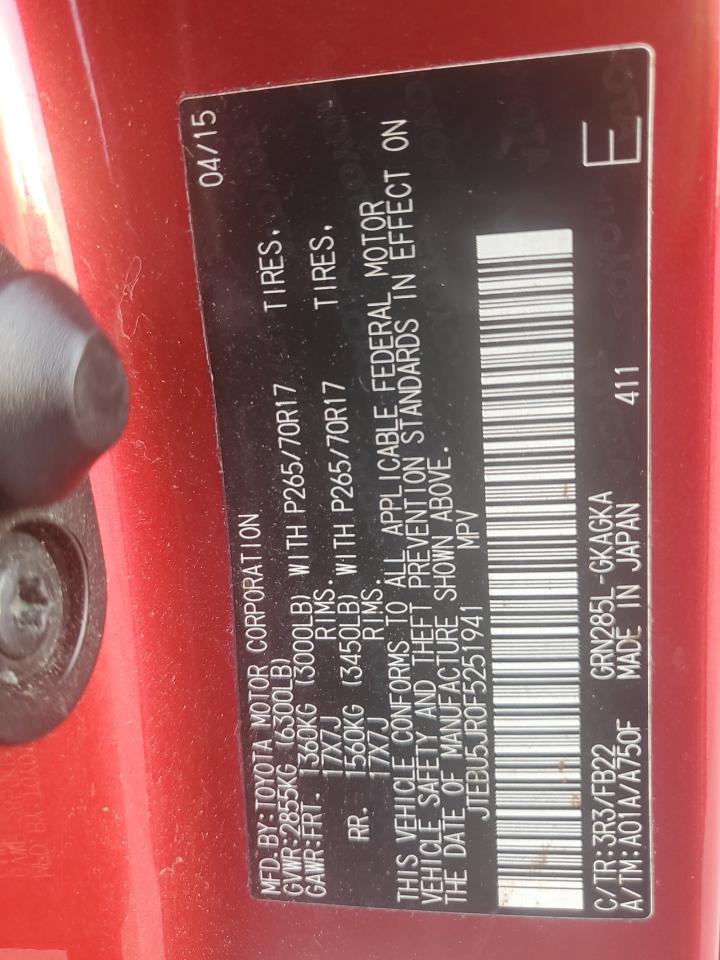 MFD.BY:TOYOTA MOTOR CORPORATION 04/15
GVWR:2855KG (6300LB)
GAWR:FRT. 1360KG (3000LB) WITH P265/70R17 TIRES.
17X7J RIMS.
RR. 1560KG (3450LB) WITH P265/70R17 TIRES.
17X7J RIMS.
THIS VEHICLE CONFORMS TO ALL APPLICABLE FEDERAL MOTOR
VEHICLE SAFETY AND THEFT PREVENTION STANDARDS IN EFFECT ON
THE DATE OF MANUFACTURE SHOWN ABOVE.
JTEBU5JR0F5251941 MPV
C/TR:3R3/FB22 GRN285L-GKAGKA
A/TM:A01A/A750F MADE IN JAPAN 411
E